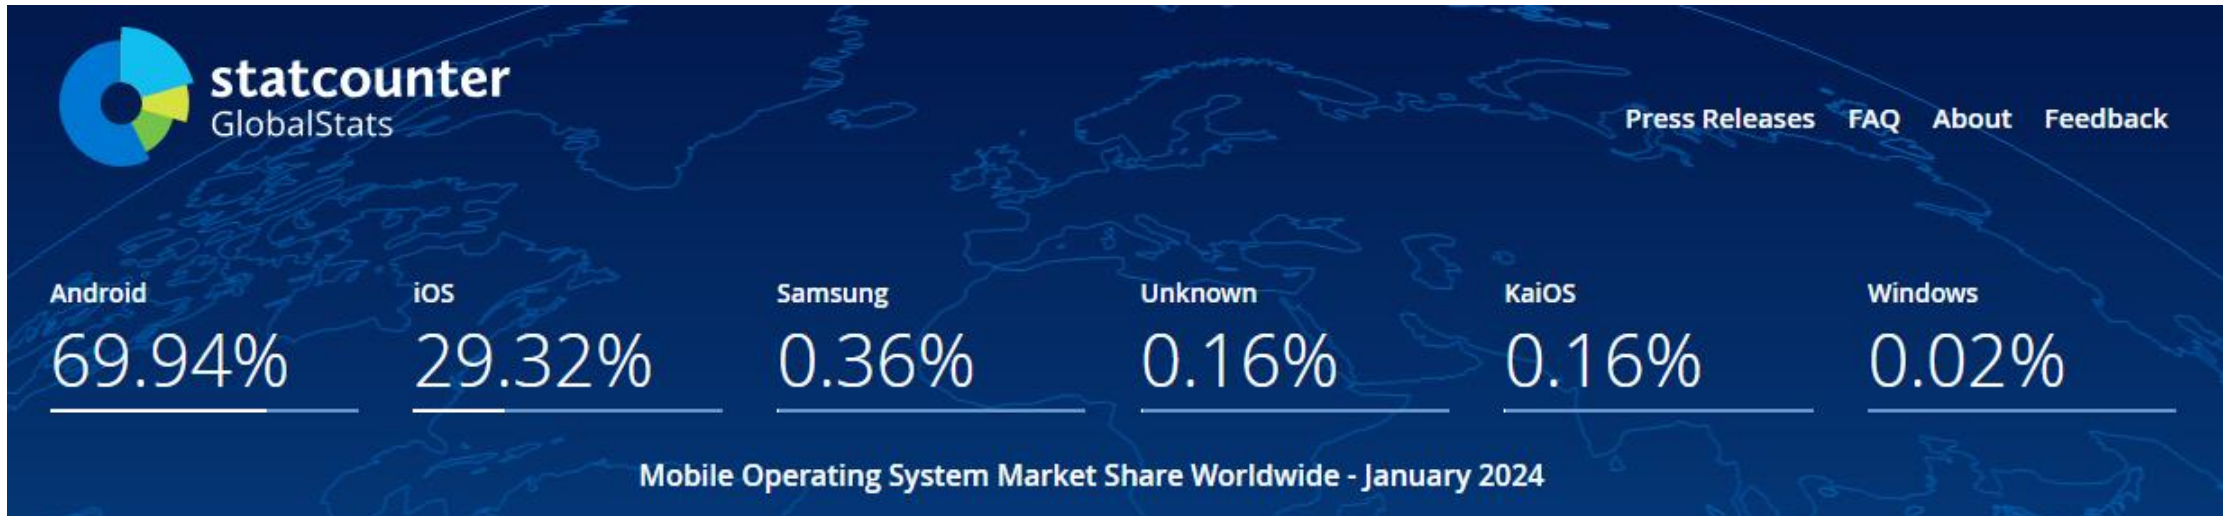 statcounter
GlobalStats
Press Releases FAQ About Feedback
Android iOS Samsung Unknown KaiOS Windows
69.94% 29.32% 0.36% 0.16% 0.16% 0.02%
Mobile Operating System Market Share Worldwide - January 2024